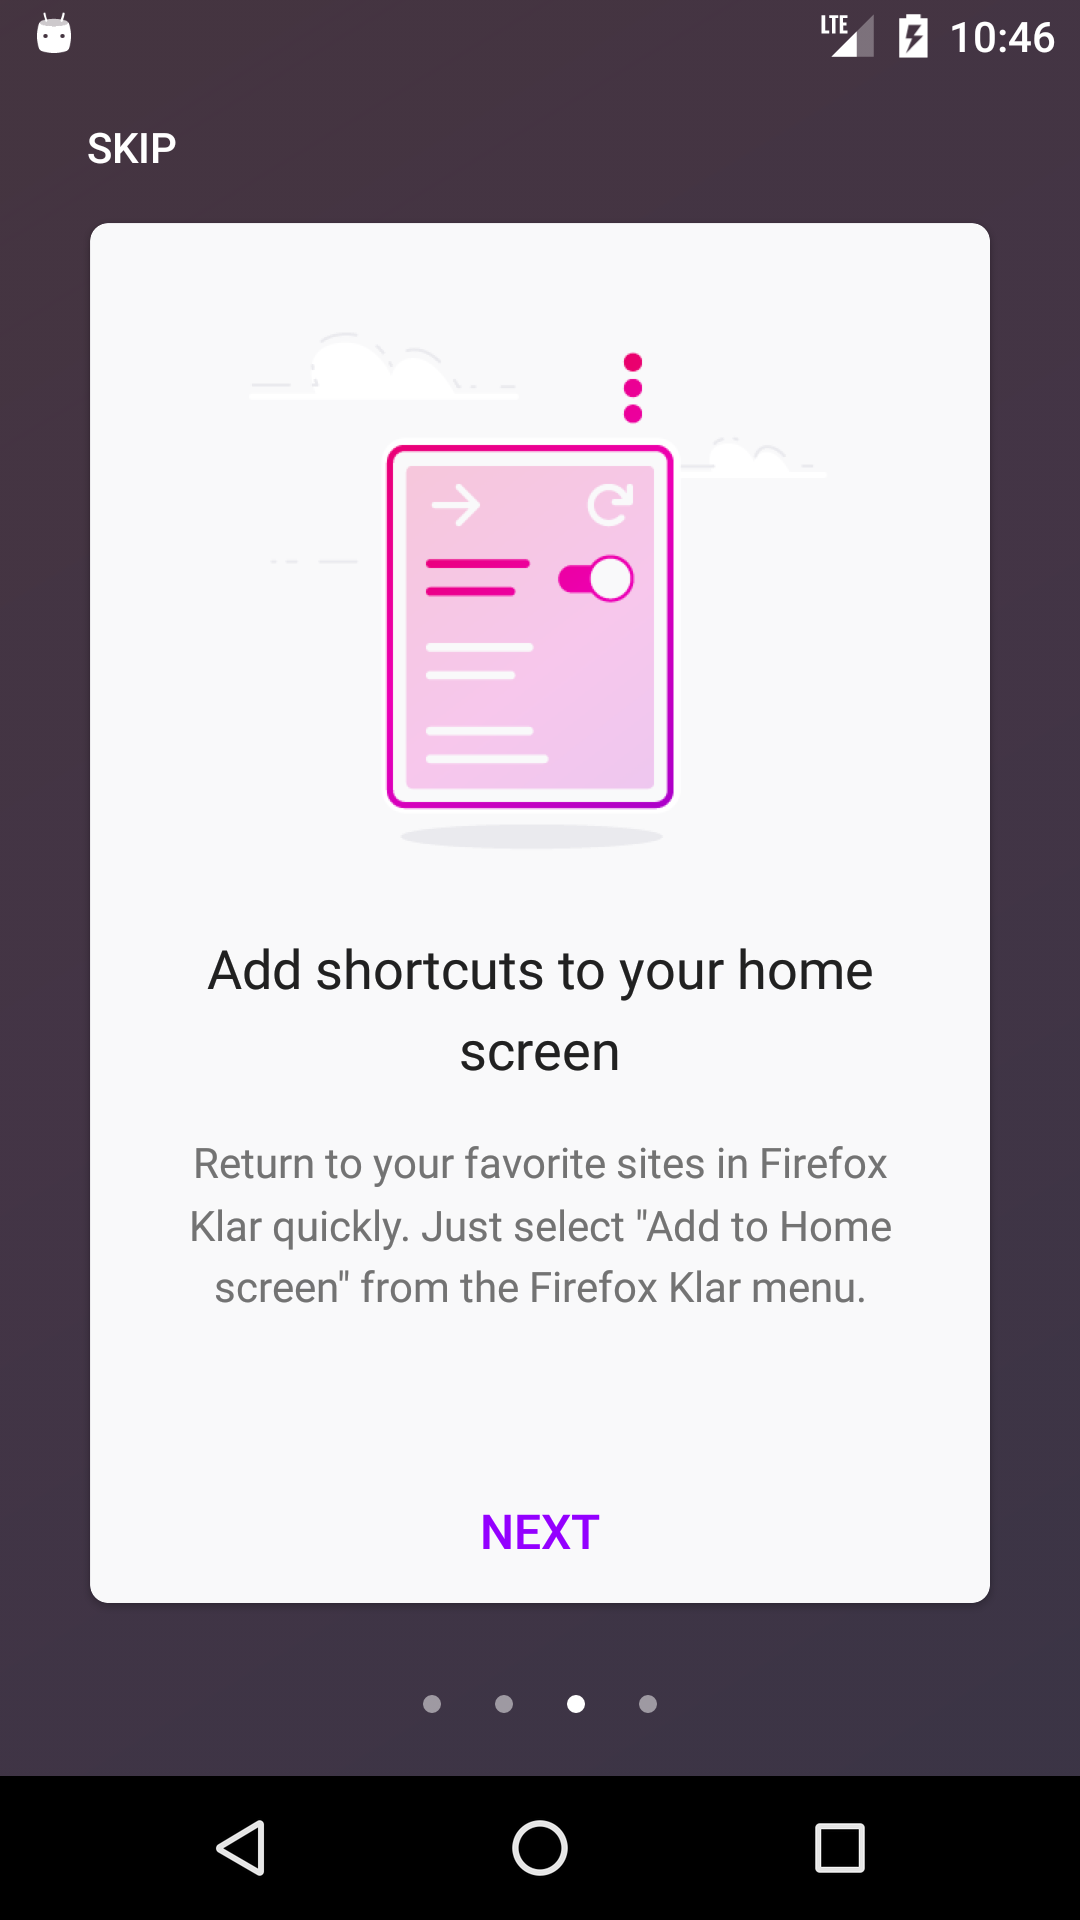 LTE 10:46
SKIP
Add shortcuts to your home
screen
Return to your favorite sites in Firefox
Klar quickly. Just select "Add to Home
screen" from the Firefox Klar menu.
NEXT